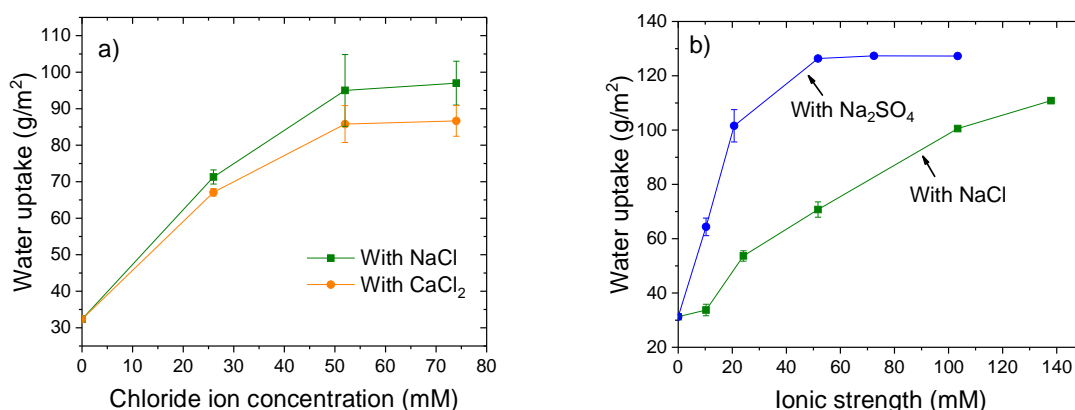 a)
110
100
90
80
70
60
50
40
30
Water uptake (g/m²)
With NaCl
With CaCl₂
0 10 20 30 40 50 60 70 80
Chloride ion concentration (mM)
b)
140
120
100
80
60
40
20
Water uptake (g/m²)
With Na₂SO₄
With NaCl
0 20 40 60 80 100 120 140
Ionic strength (mM)